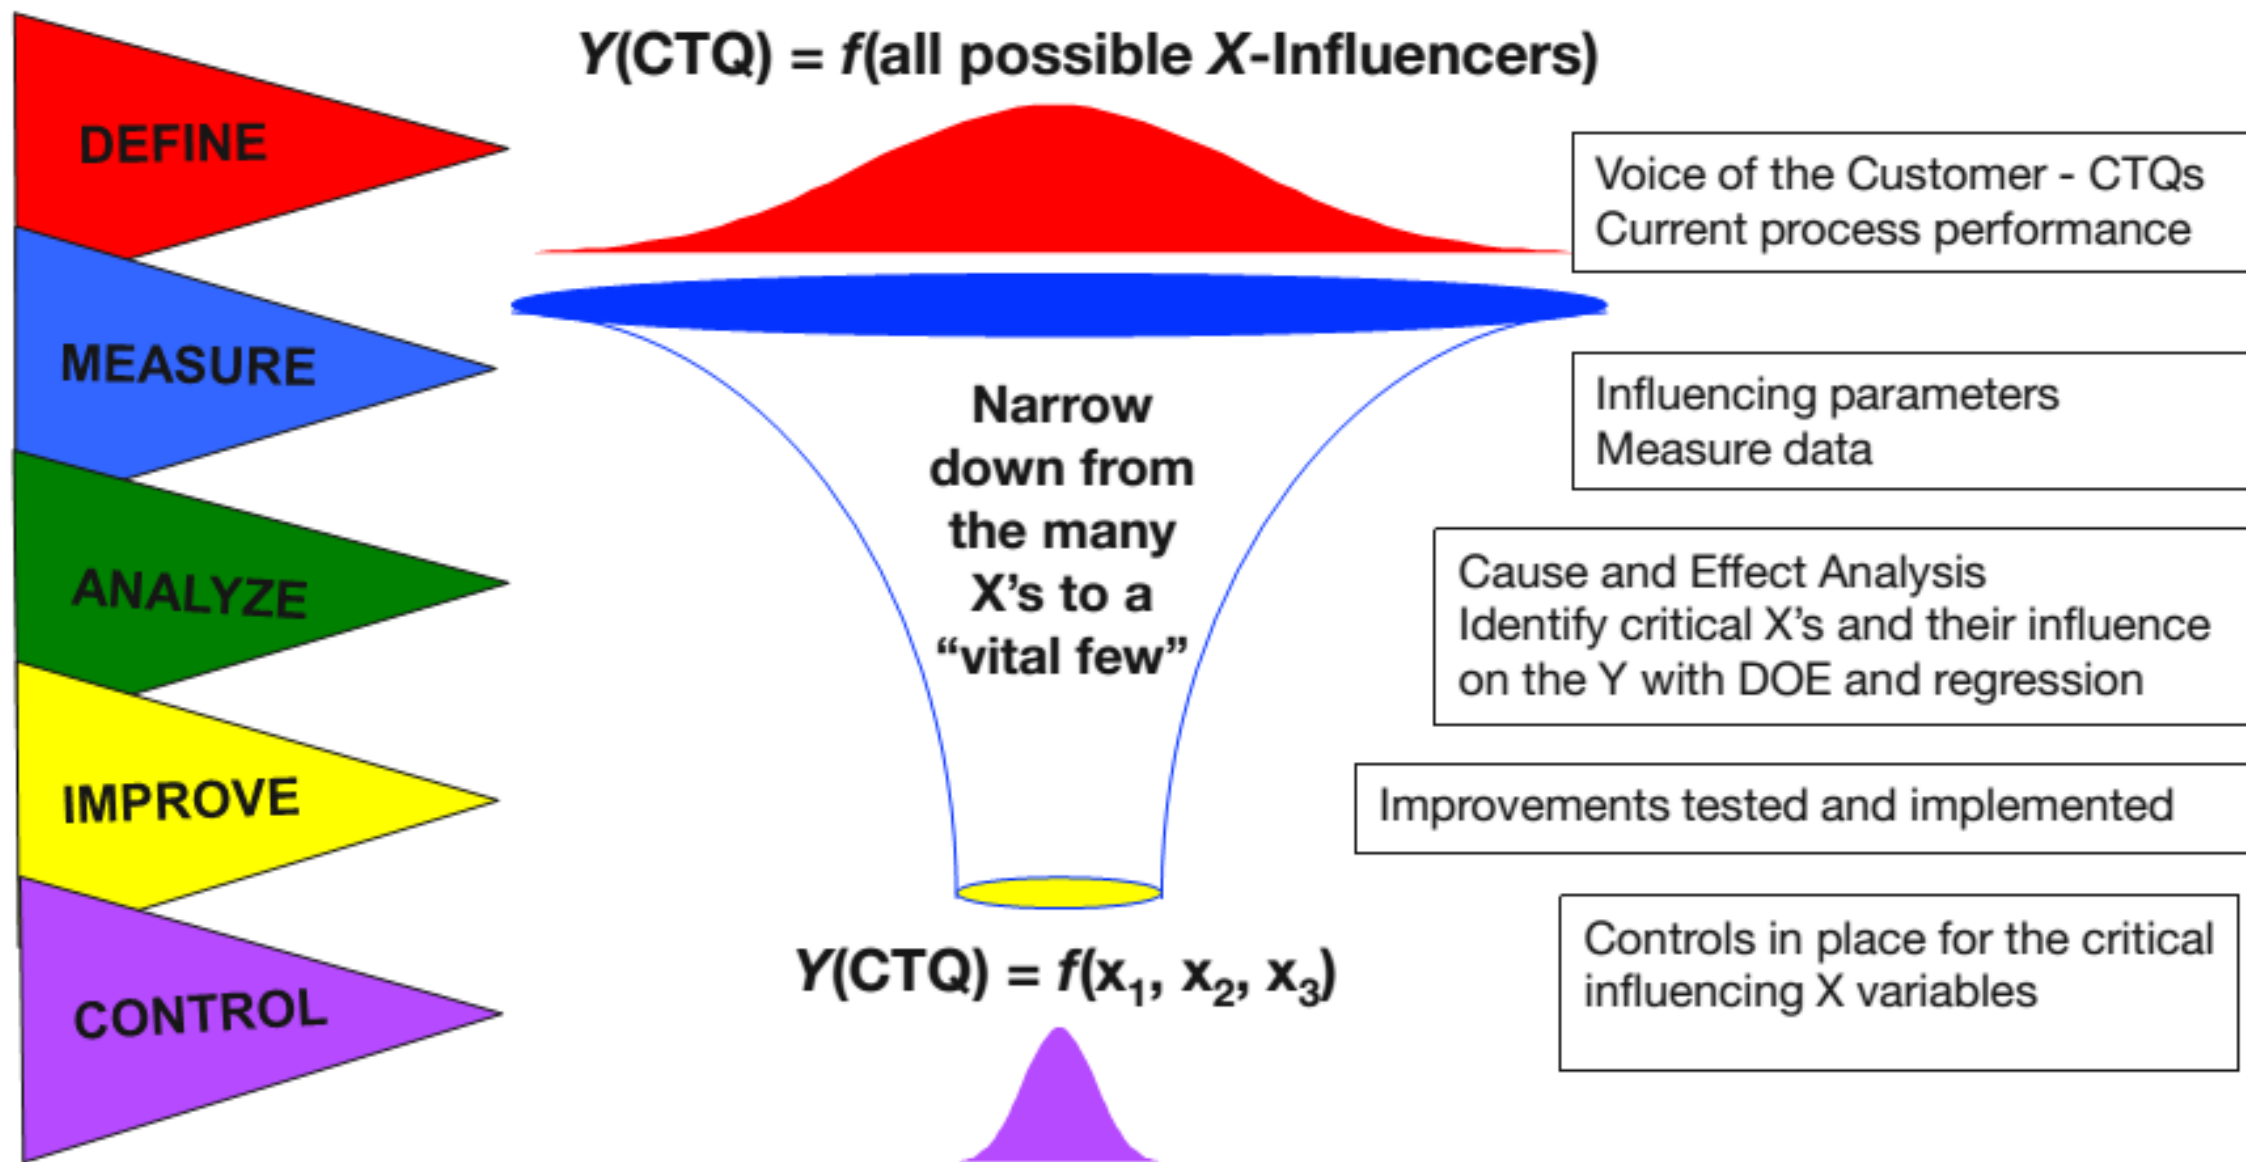 Y(CTQ) = f(all possible X-Influencers)
DEFINE
Voice of the Customer - CTQs
Current process performance
MEASURE
Influencing parameters
Measure data
Narrow
down from
the many
X’s to a
“vital few”
ANALYZE
Cause and Effect Analysis
Identify critical X’s and their influence
on the Y with DOE and regression
IMPROVE
Improvements tested and implemented
CONTROL
Y(CTQ) = f(x₁, x₂, x₃)
Controls in place for the critical
influencing X variables